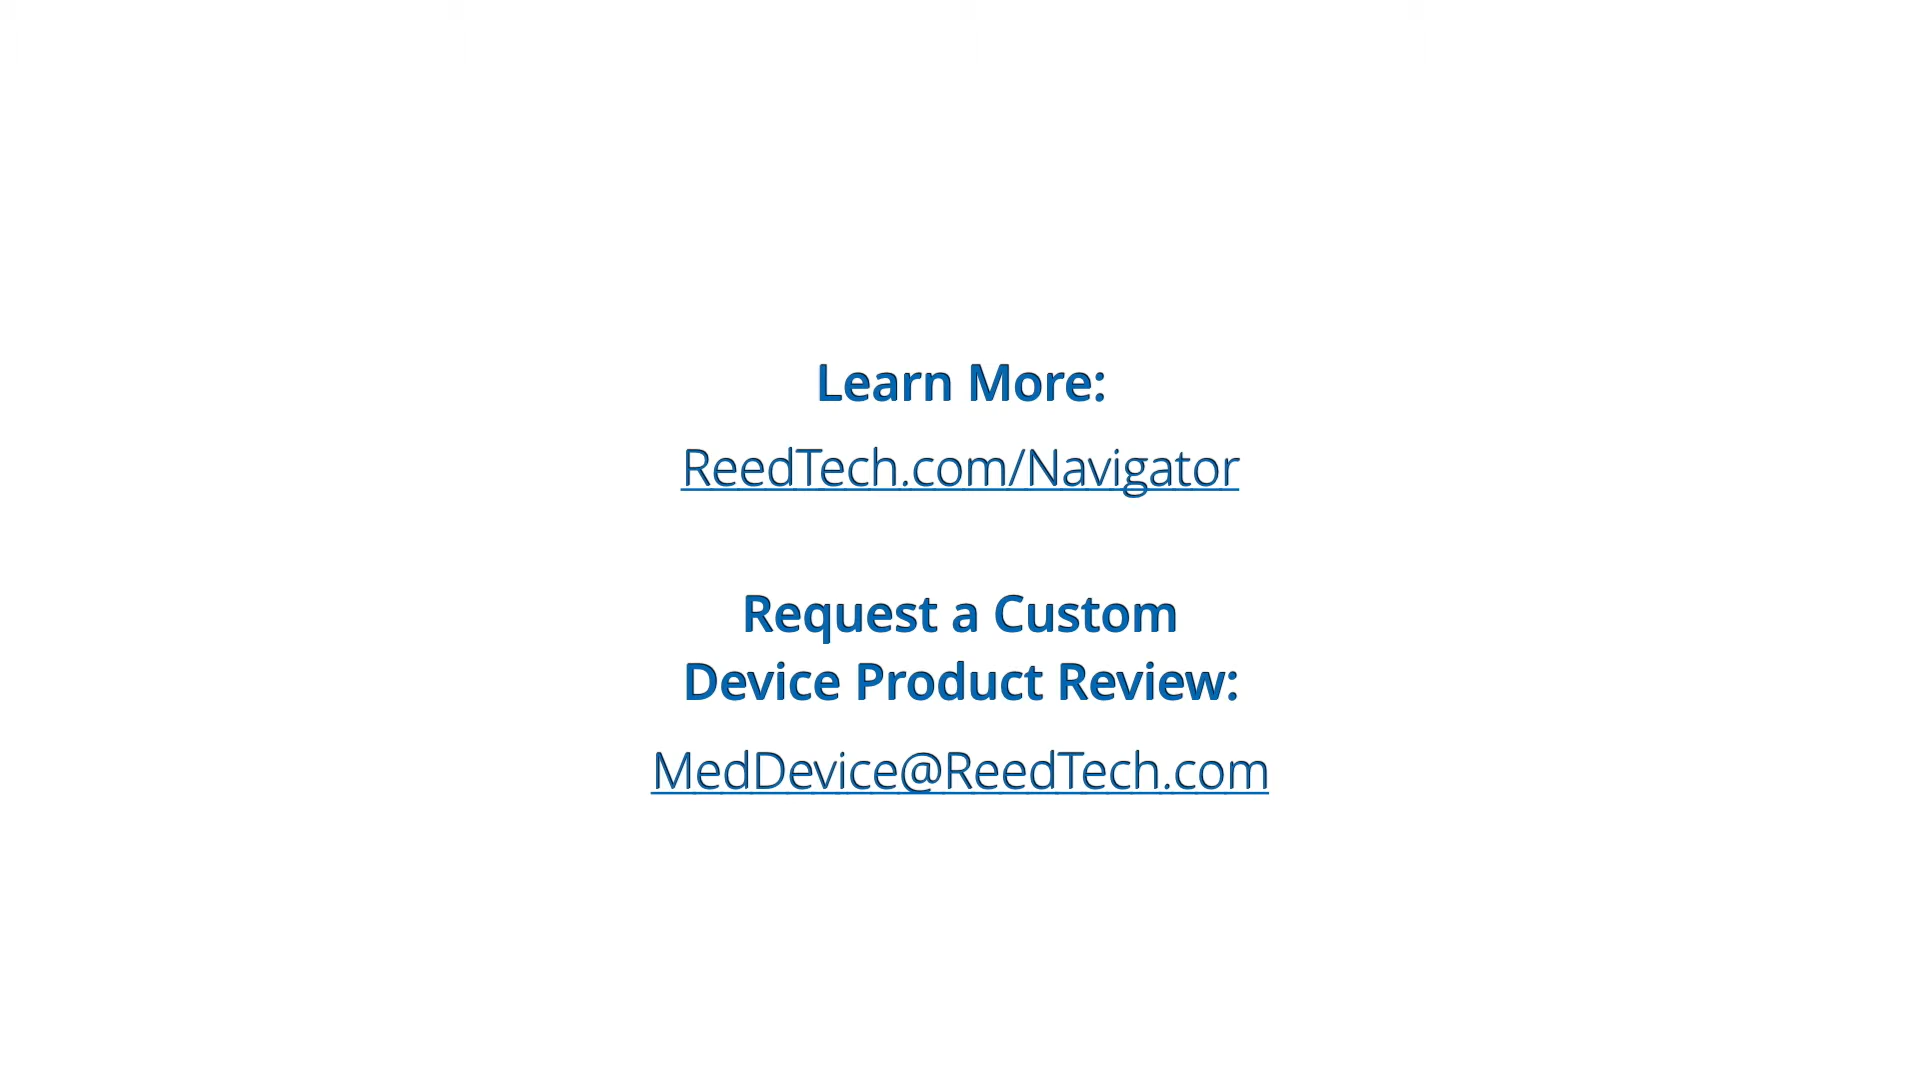 Learn More:
ReedTech.com/Navigator
Request a Custom
Device Product Review:
MedDevice@ReedTech.com